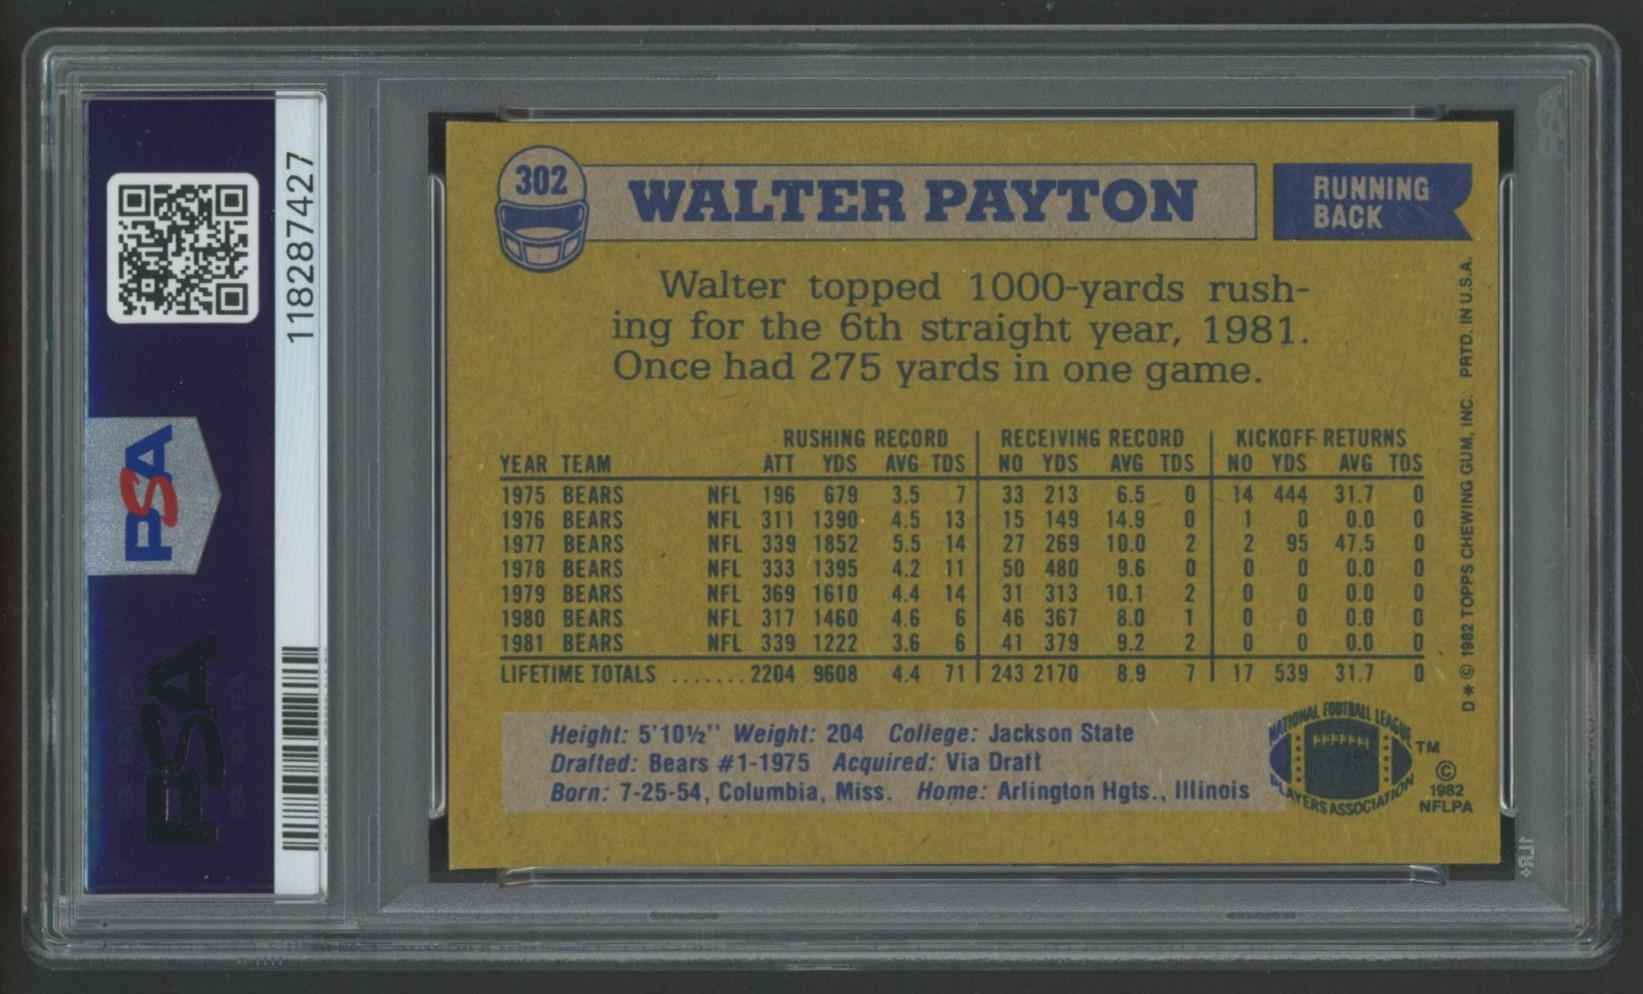 302
WALTER PAYTON
RUNNING
BACK
Walter topped 1000-yards rush-
ing for the 6th straight year, 1981.
Once had 275 yards in one game.
RUSHING RECORD RECEIVING RECORD KICKOFF RETURNS
YEAR TEAM ATT YDS AVG TDS NO YDS AVG TDS NO YDS AVG TDS
1975 BEARS NFL 196 679 3.5 7 33 213 6.5 0 14 444 31.7 0
1976 BEARS NFL 311 1390 4.5 13 15 149 14.9 0 1 0 0.0 0
1977 BEARS NFL 339 1852 5.5 14 27 269 10.0 2 2 95 47.5 0
1978 BEARS NFL 333 1395 4.2 11 50 480 9.6 0 0 0 0.0 0
1979 BEARS NFL 369 1610 4.4 14 31 313 10.1 2 0 0 0.0 0
1980 BEARS NFL 317 1460 4.6 6 46 367 8.0 1 0 0 0.0 0
1981 BEARS NFL 339 1222 3.6 6 41 379 9.2 2 0 0 0.0 0
LIFETIME TOTALS ....... 2204 9608 4.4 71 243 2170 8.9 7 17 539 31.7 0
Height: 5'10½'' Weight: 204 College: Jackson State
Drafted: Bears #1-1975 Acquired: Via Draft
Born: 7-25-54, Columbia, Miss. Home: Arlington Hgts., Illinois
NATIONAL FOOTBALL LEAGUE
PLAYERS ASSOCIATION
TM
©
1982
NFLPA
D* © 1982 TOPPS CHEWING GUM, INC. PRTD. IN U.S.A.
118287427
PSA
PSA
PSA